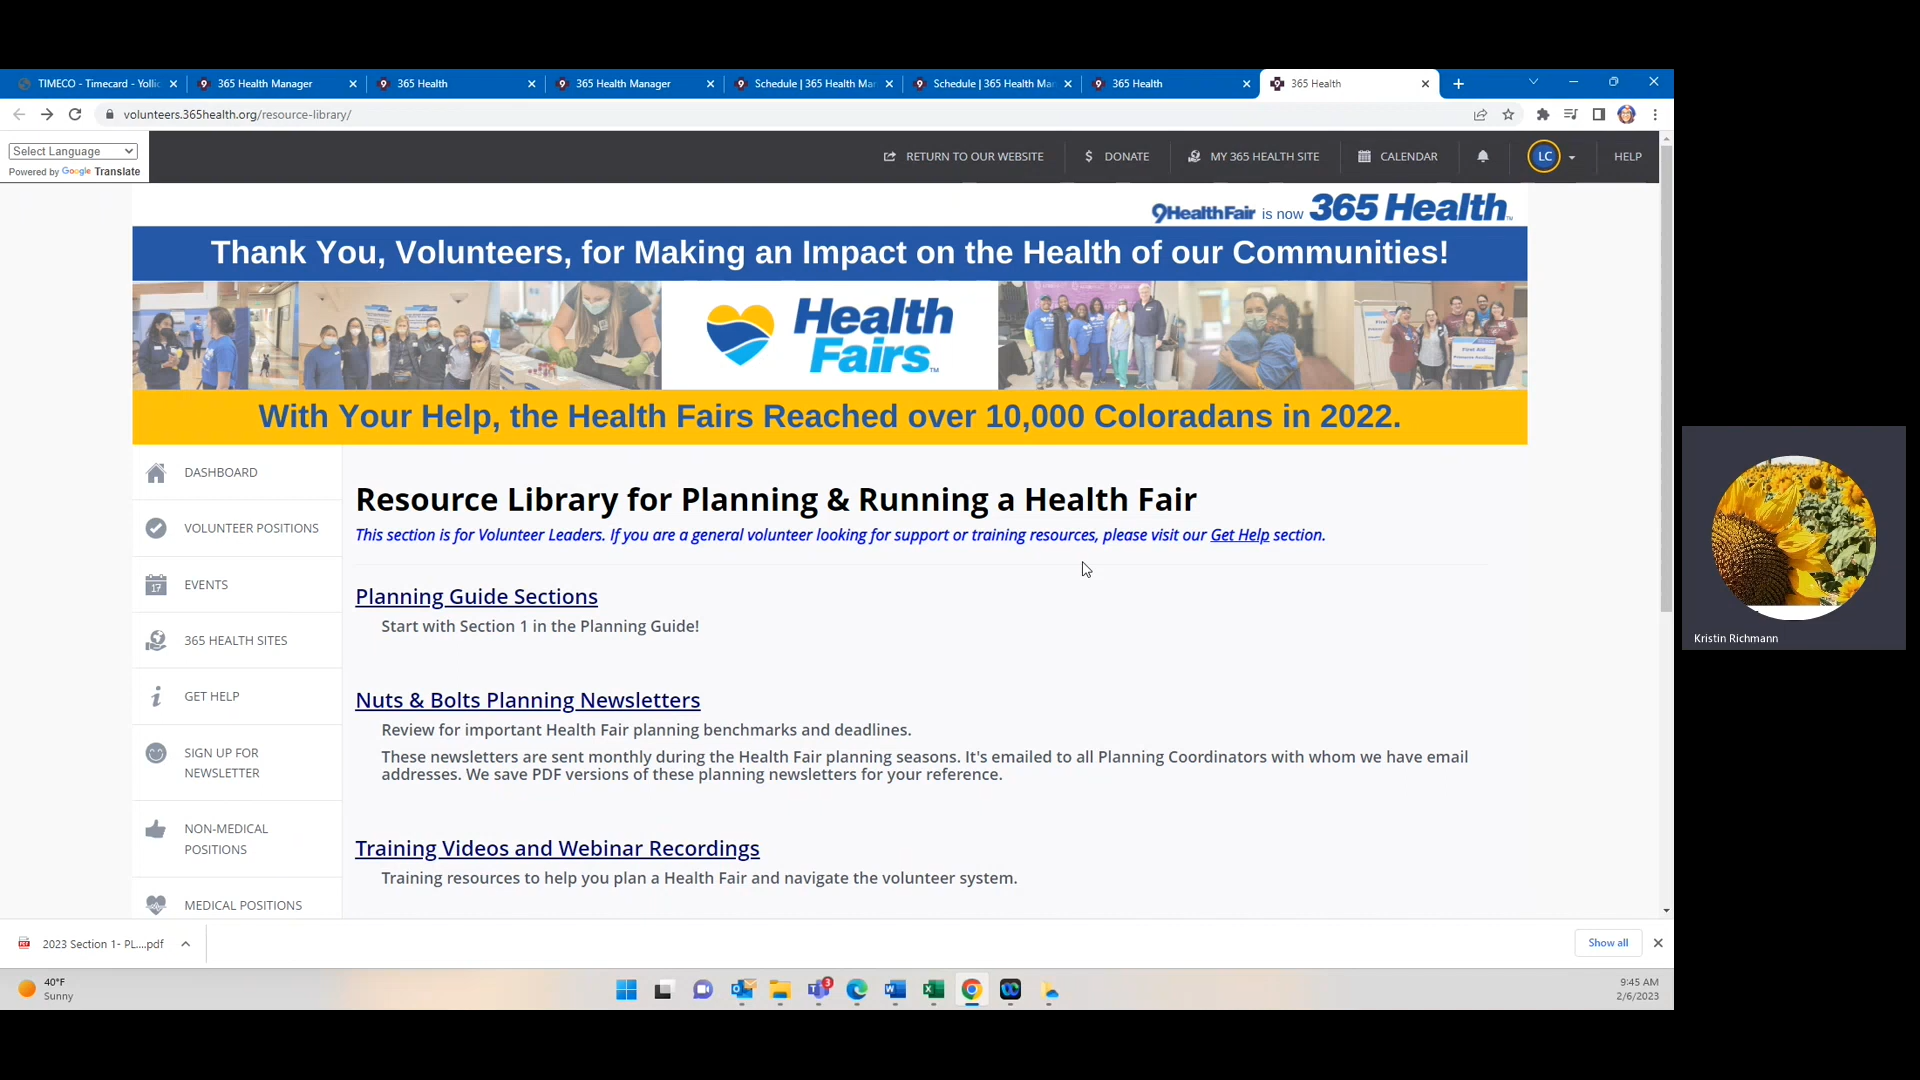 TIMECO - Timecard - Yollic
365 Health Manager
365 Health
365 Health Manager
Schedule | 365 Health Mar
Schedule | 365 Health Mar
365 Health
365 Health
volunteers.365health.org/resource-library/
Select Language
Powered by Google Translate
RETURN TO OUR WEBSITE
$ DONATE
MY 365 HEALTH SITE
CALENDAR
LC
HELP
9HealthFair is now 365 Health
Thank You, Volunteers, for Making an Impact on the Health of our Communities!
Health
Fairs™
With Your Help, the Health Fairs Reached over 10,000 Coloradans in 2022.
DASHBOARD
VOLUNTEER POSITIONS
17 EVENTS
365 HEALTH SITES
GET HELP
SIGN UP FOR
NEWSLETTER
NON-MEDICAL
POSITIONS
MEDICAL POSITIONS
Resource Library for Planning & Running a Health Fair
This section is for Volunteer Leaders. If you are a general volunteer looking for support or training resources, please visit our Get Help section.
Planning Guide Sections
Start with Section 1 in the Planning Guide!
Nuts & Bolts Planning Newsletters
Review for important Health Fair planning benchmarks and deadlines.
These newsletters are sent monthly during the Health Fair planning seasons. It's emailed to all Planning Coordinators with whom we have email
addresses. We save PDF versions of these planning newsletters for your reference.
Training Videos and Webinar Recordings
Training resources to help you plan a Health Fair and navigate the volunteer system.
Kristin Richmann
2023 Section 1- PL....pdf
Show all
40°F
Sunny
3
9:45 AM
2/6/2023